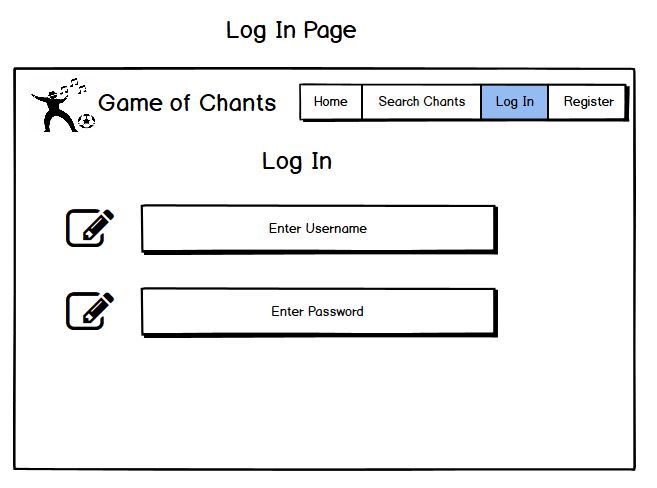 Log In Page
Game of Chants
Home
Search Chants
Log In
Register
Log In
Enter Username
Enter Password